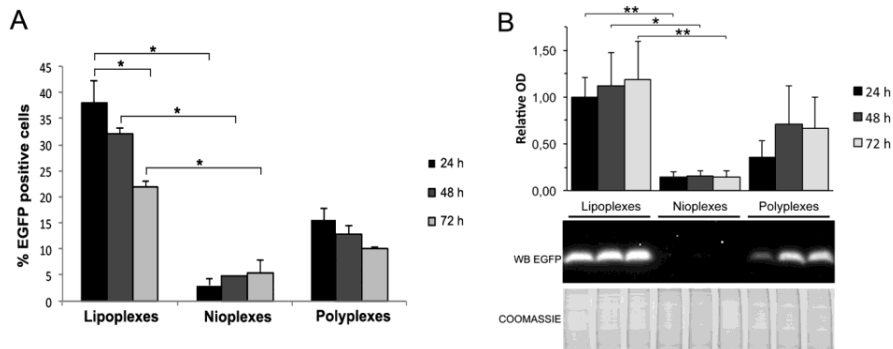 A
*
*
*
*
% EGFP positive cells
45
40
35
30
25
20
15
10
5
0
Lipoplexes Nioplexes Polyplexes
24 h
48 h
72 h
B
**
*
**
Relative OD
1,50
1,00
0,50
0,00
24 h
48 h
72 h
Lipoplexes Nioplexes Polyplexes
WB EGFP
COOMASSIE